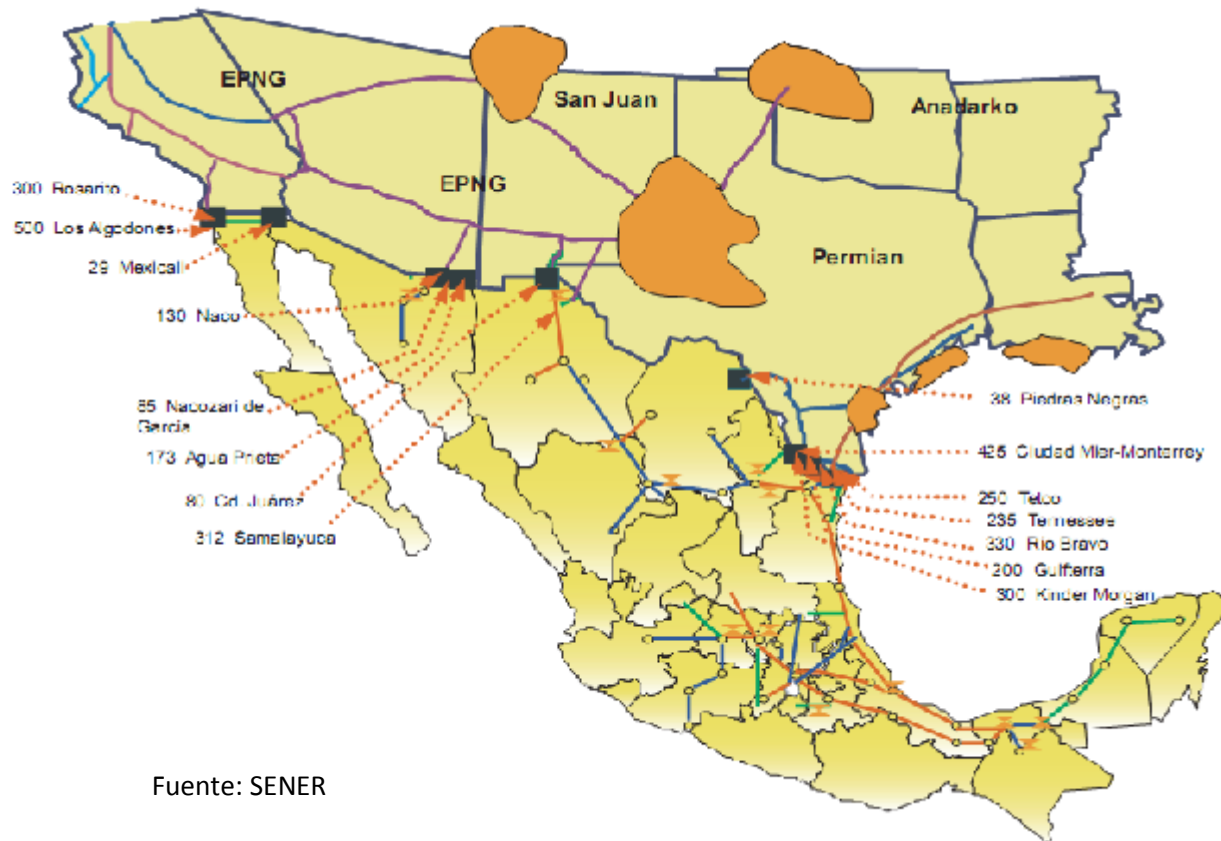 EPNG
San Juan
Anadarko
EPNG
Permian
300 Rosarito
500 Los Algodones
29 Mexicali
130 Naco
85 Nacozari de
Garcia
173 Agua Prieta
80 Cd. Juárez
312 Samalayuca
38 Piedras Negras
425 Ciudad Mier-Monterrey
250 Tetco
235 Tennessee
330 Rio Bravo
200 Gulfterra
300 Kinder Morgan
Fuente: SENER